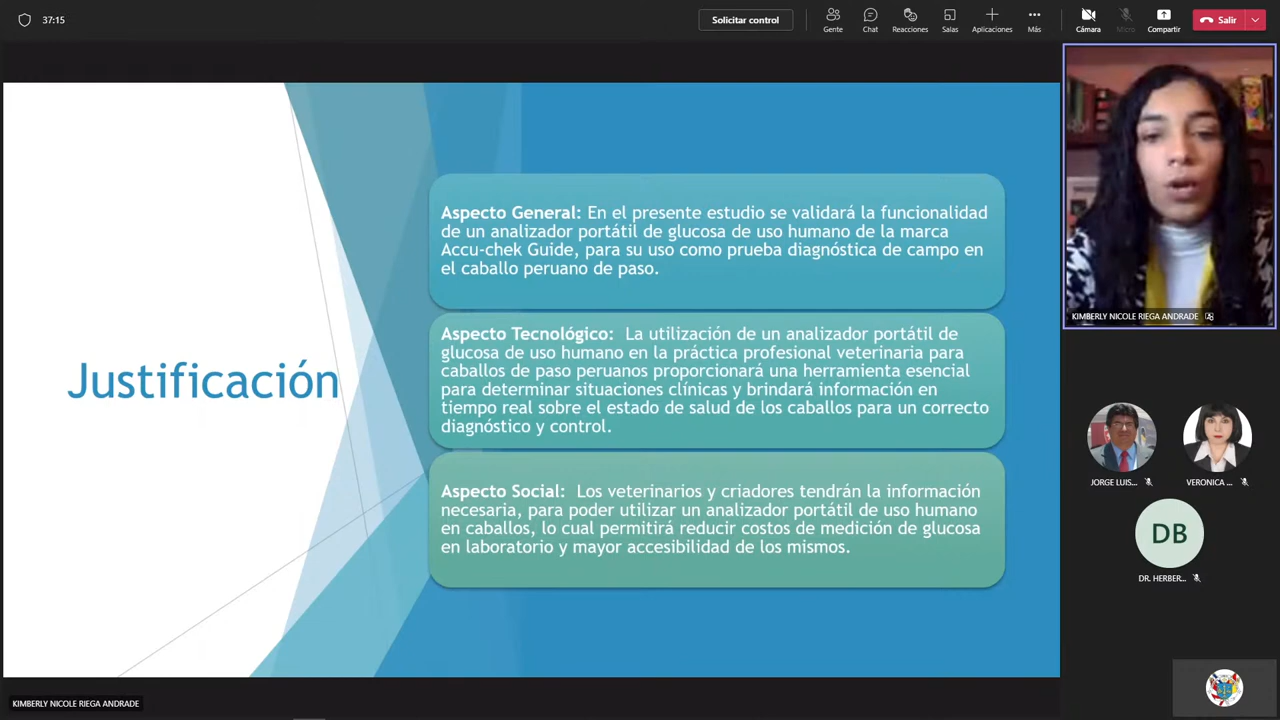 37:15
Solicitar control
Gente
Chat
Reacciones
Salas
Aplicaciones
Más
Cámara
Micro
Compartir
Salir
Justificación
Aspecto General: En el presente estudio se validará la funcionalidad
de un analizador portátil de glucosa de uso humano de la marca
Accu-chek Guide, para su uso como prueba diagnóstica de campo en
el caballo peruano de paso.
Aspecto Tecnológico: La utilización de un analizador portátil de
glucosa de uso humano en la práctica profesional veterinaria para
caballos de paso peruanos proporcionará una herramienta esencial
para determinar situaciones clínicas y brindará información en
tiempo real sobre el estado de salud de los caballos para un correcto
diagnóstico y control.
Aspecto Social: Los veterinarios y criadores tendrán la información
necesaria, para poder utilizar un analizador portátil de uso humano
en caballos, lo cual permitirá reducir costos de medición de glucosa
en laboratorio y mayor accesibilidad de los mismos.
KIMBERLY NICOLE RIEGA ANDRADE
JORGE LUIS...
VERONICA ...
DB
DR. HERBER...
KIMBERLY NICOLE RIEGA ANDRADE